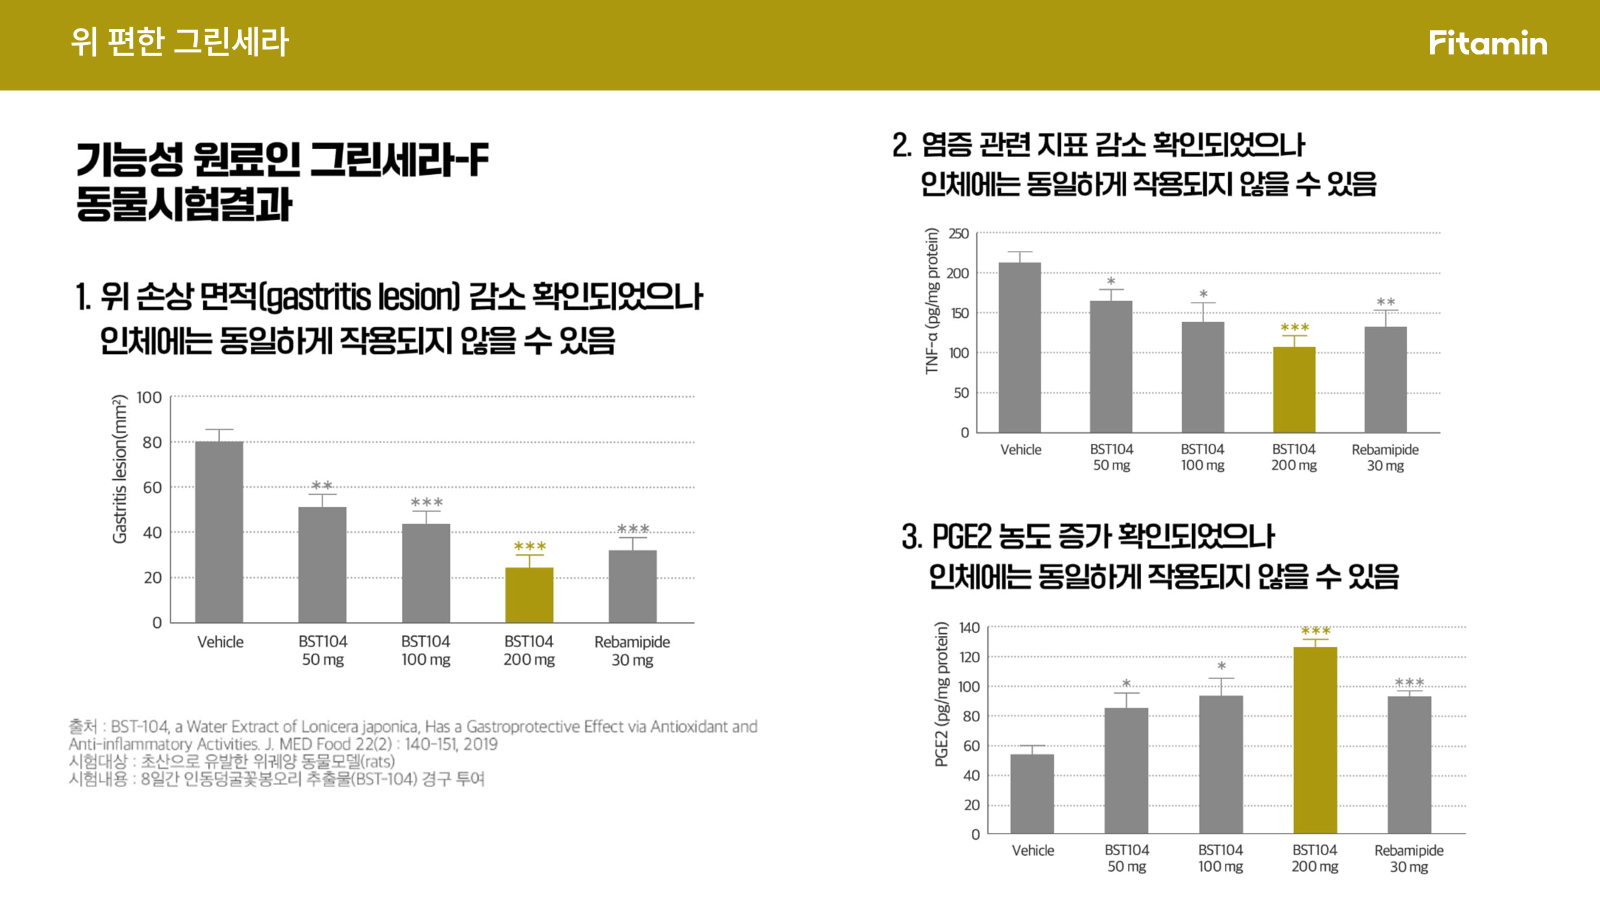 위 편한 그린세라
Fitamin
기능성 원료인 그린세라-F
동물시험결과
1. 위 손상 면적(gastritis lesion) 감소 확인되었으나
인체에는 동일하게 작용되지 않을 수 있음
Gastritis lesion(mm²)
100
80
60
40
20
0
**
***
***
***
Vehicle
BST104
50 mg
BST104
100 mg
BST104
200 mg
Rebamipide
30 mg
출처 : BST-104, a Water Extract of Lonicera japonica, Has a Gastroprotective Effect via Antioxidant and
Anti-inflammatory Activities. J. MED Food 22(2) : 140-151, 2019
시험대상 : 초산으로 유발한 위궤양 동물모델(rats)
시험내용 : 8일간 인동덩굴꽃봉오리 추출물(BST-104) 경구 투여
2. 염증 관련 지표 감소 확인되었으나
인체에는 동일하게 작용되지 않을 수 있음
TNF-α (pg/mg protein)
250
200
150
100
50
0
*
*
***
**
Vehicle
BST104
50 mg
BST104
100 mg
BST104
200 mg
Rebamipide
30 mg
3. PGE2 농도 증가 확인되었으나
인체에는 동일하게 작용되지 않을 수 있음
PGE2 (pg/mg protein)
140
120
100
80
60
40
20
0
*
*
***
***
Vehicle
BST104
50 mg
BST104
100 mg
BST104
200 mg
Rebamipide
30 mg